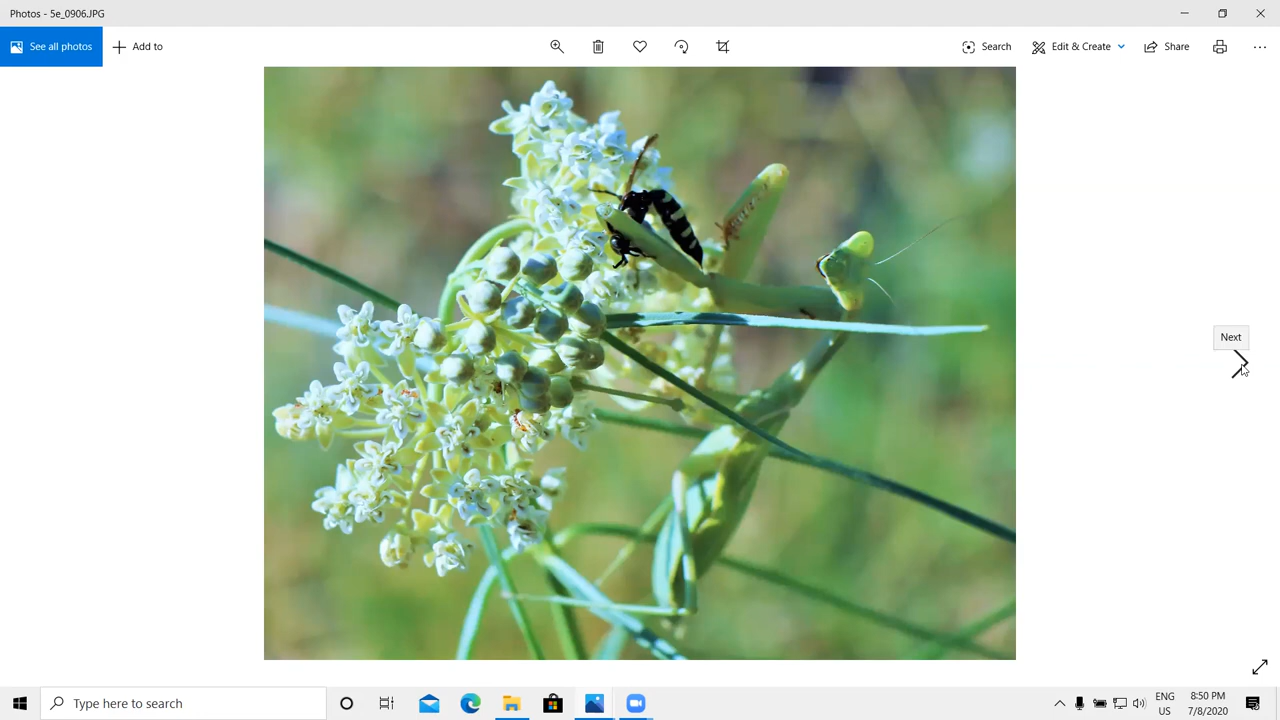 Photos - 5e_0906.JPG
See all photos
Add to
Search
Edit & Create
Share
Next
Type here to search
ENG
US
8:50 PM
7/8/2020